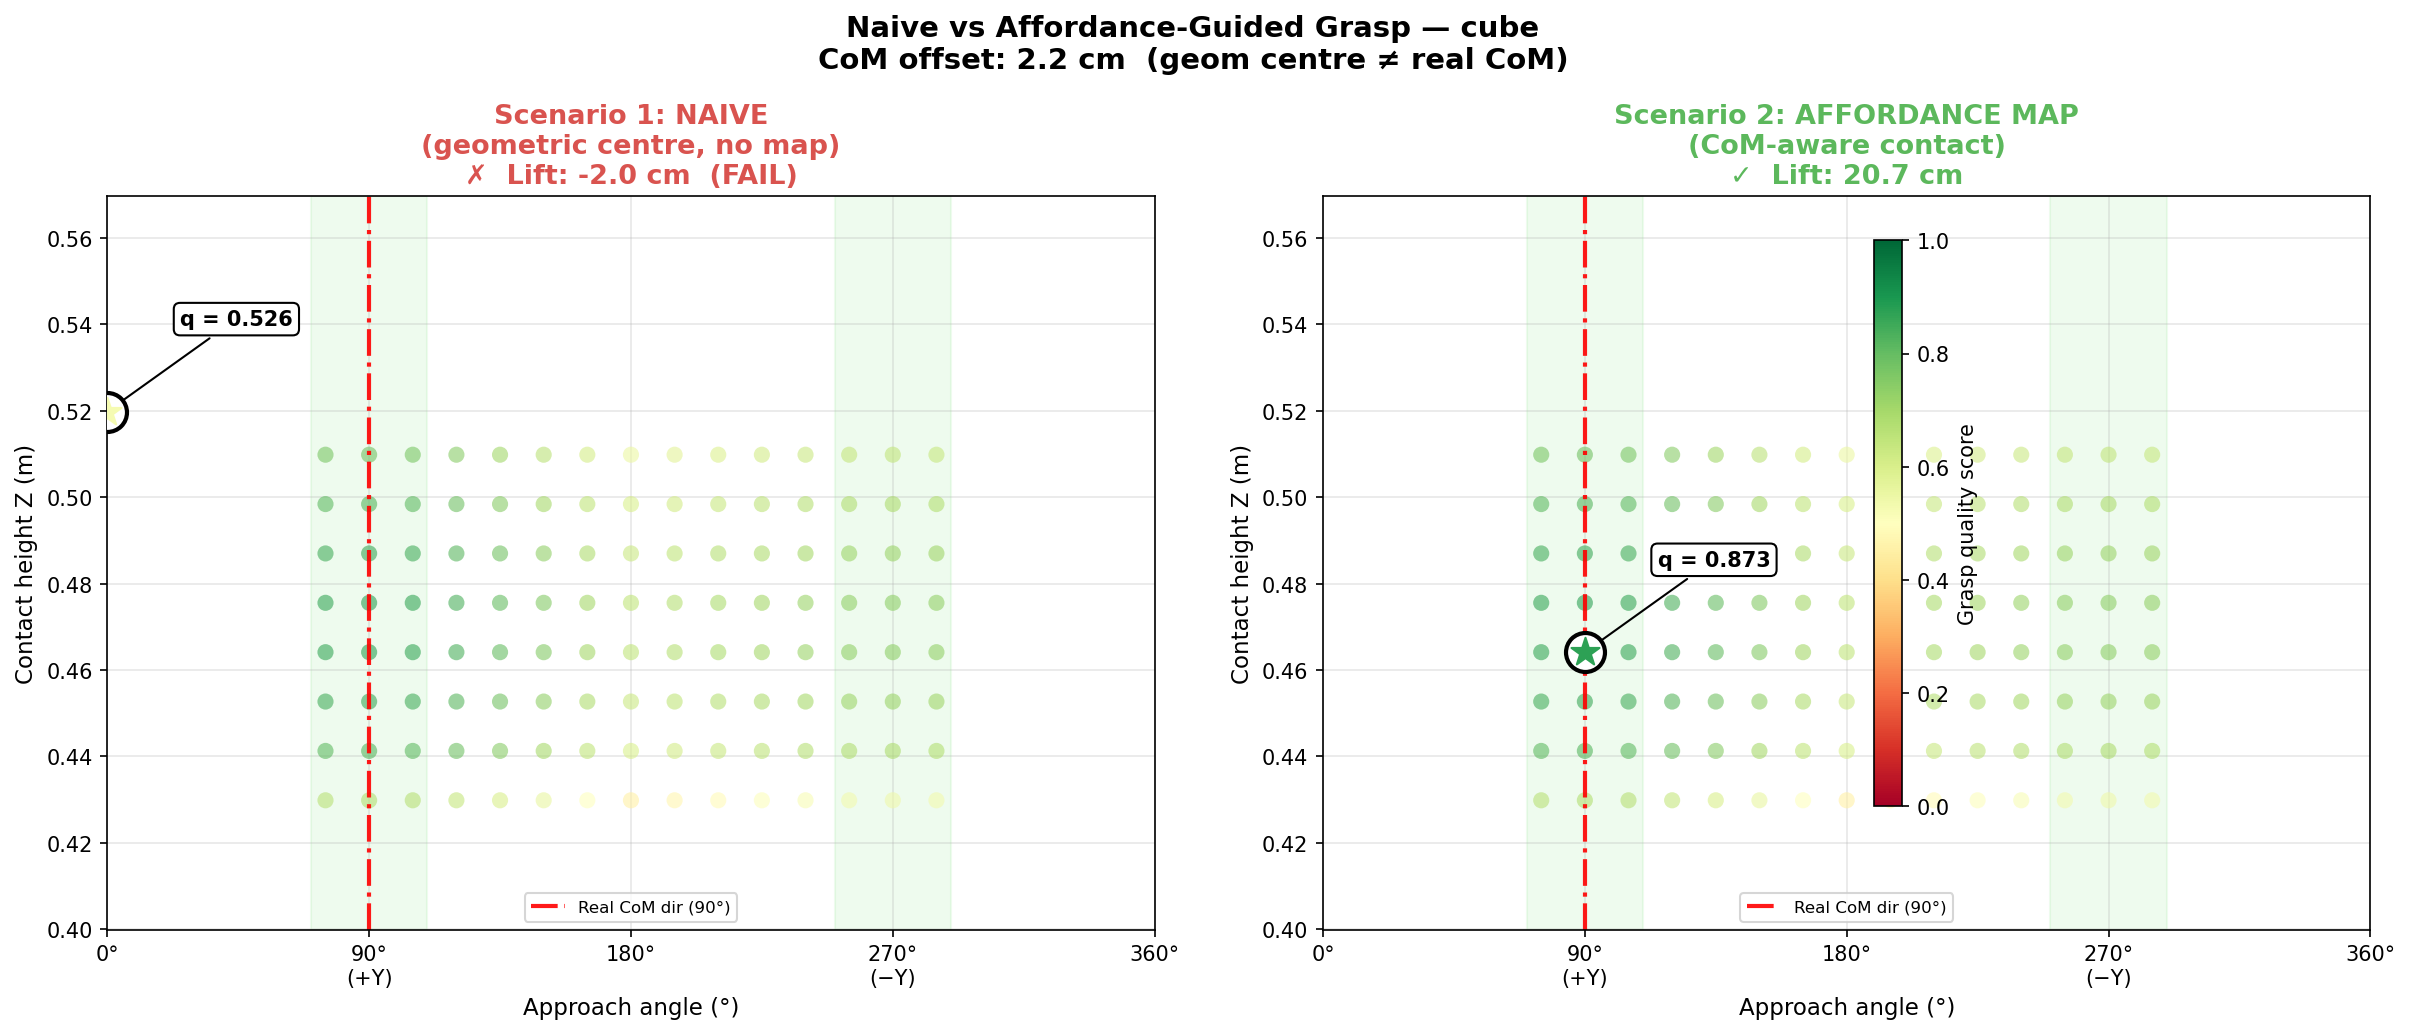 Naive vs Affordance-Guided Grasp — cube
CoM offset: 2.2 cm  (geom centre ≠ real CoM)
Scenario 1: NAIVE
(geometric centre, no map)
✗  Lift: -2.0 cm  (FAIL)
Contact height Z (m)
0.56
0.54
0.52
0.50
0.48
0.46
0.44
0.42
0.40
q = 0.526
Real CoM dir (90°)
0°
90°
(+Y)
180°
270°
(−Y)
360°
Approach angle (°)
Scenario 2: AFFORDANCE MAP
(CoM-aware contact)
✓  Lift: 20.7 cm
Contact height Z (m)
0.56
0.54
0.52
0.50
0.48
0.46
0.44
0.42
0.40
q = 0.873
1.0
0.8
0.6
0.4
0.2
0.0
Grasp quality score
Real CoM dir (90°)
0°
90°
(+Y)
180°
270°
(−Y)
360°
Approach angle (°)